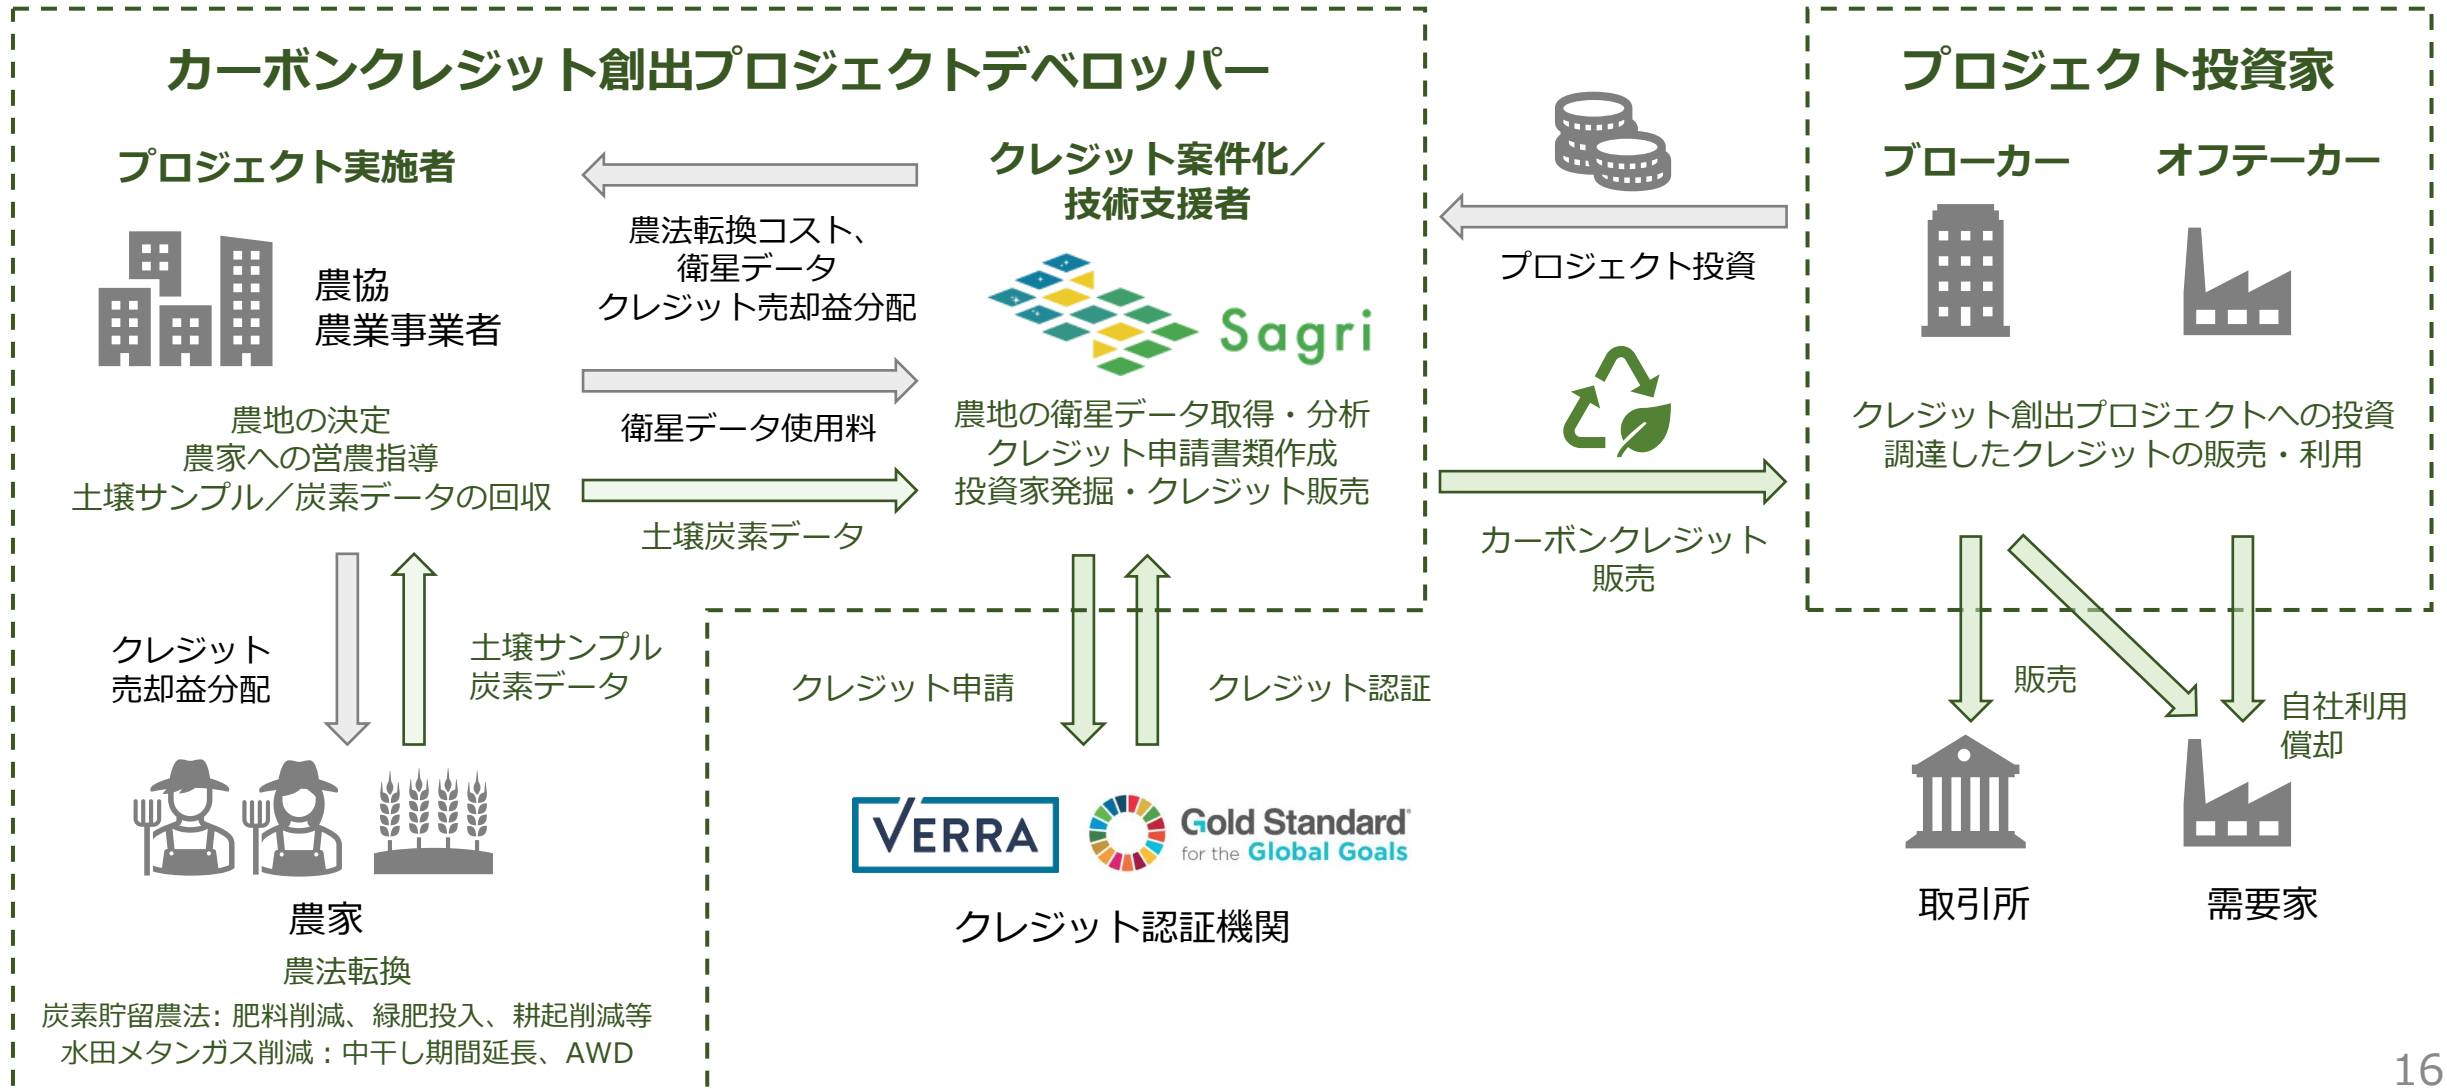 カーボンクレジット創出プロジェクトデベロッパー
プロジェクト実施者
農協
農業事業者
農地の決定
農家への営農指導
土壌サンプル／炭素データの回収
農法転換コスト、
衛星データ
クレジット売却益分配
衛星データ使用料
土壌炭素データ
クレジット案件化／
技術支援者
Sagri
農地の衛星データ取得・分析
クレジット申請書類作成
投資家発掘・クレジット販売
クレジット
売却益分配
土壌サンプル
炭素データ
農家
農法転換
炭素貯留農法: 肥料削減、緑肥投入、耕起削減等
水田メタンガス削減：中干し期間延長、AWD
クレジット申請
クレジット認証
VERRA
Gold Standard®
for the Global Goals
クレジット認証機関
プロジェクト投資
カーボンクレジット
販売
プロジェクト投資家
ブローカー
オフテーカー
クレジット創出プロジェクトへの投資
調達したクレジットの販売・利用
販売
自社利用
償却
取引所
需要家
16